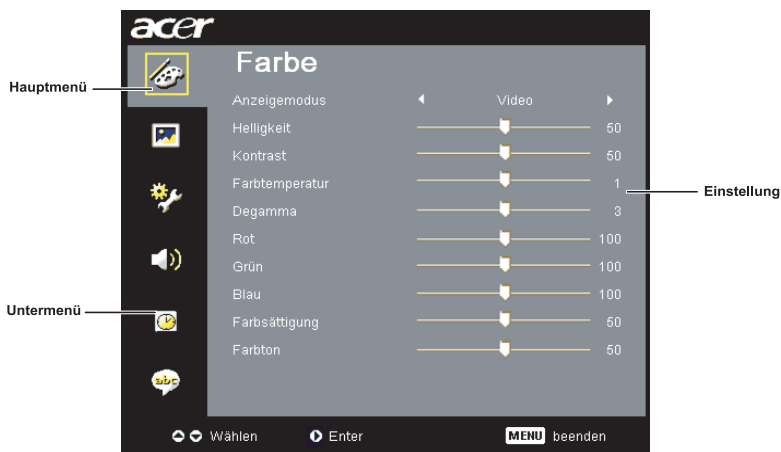 acer
Farbe
Hauptmenü
Anzeigemodus Video
Helligkeit 50
Kontrast 50
Farbtemperatur 1
Einstellung
Degamma 3
Rot 100
Grün 100
Blau 100
Untermenü
Farbsättigung 50
Farbton 50
abc
Wählen Enter MENU beenden